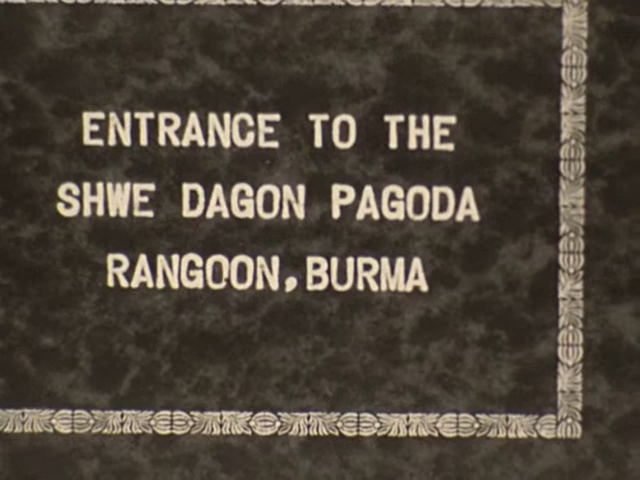 ENTRANCE TO THE
SHWE DAGON PAGODA
RANGOON, BURMA